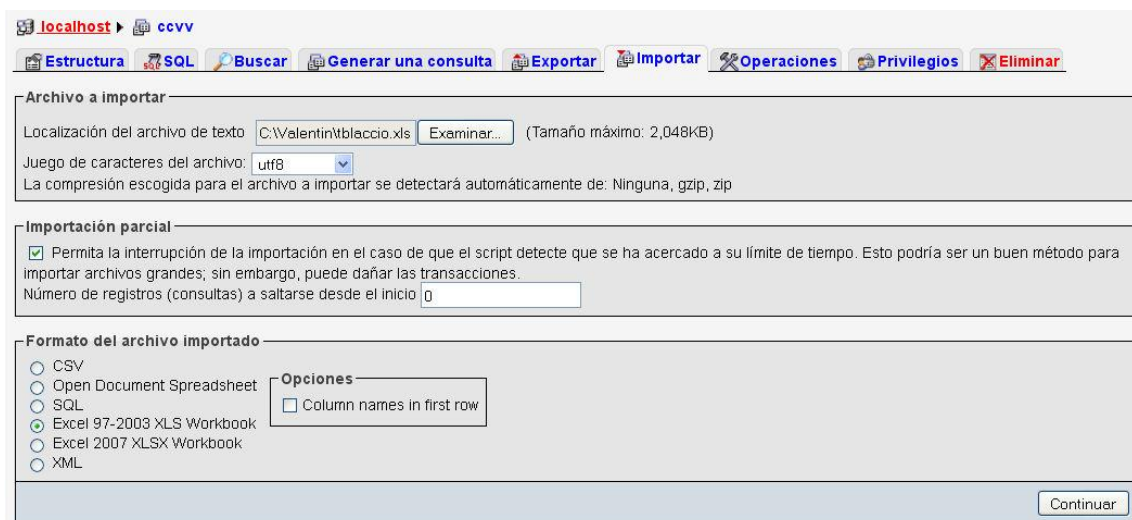 localhost ccvv
Estructura SQL Buscar Generar una consulta Exportar Importar Operaciones Privilegios Eliminar
Archivo a importar
Localización del archivo de texto C:\Valentin\tblaccio.xls Examinar... (Tamaño máximo: 2,048KB)
Juego de caracteres del archivo: utf8
La compresión escogida para el archivo a importar se detectará automáticamente de: Ninguna, gzip, zip
Importación parcial
Permita la interrupción de la importación en el caso de que el script detecte que se ha acercado a su límite de tiempo. Esto podría ser un buen método para
importar archivos grandes; sin embargo, puede dañar las transacciones.
Número de registros (consultas) a saltarse desde el inicio 0
Formato del archivo importado
CSV
Open Document Spreadsheet
SQL
Excel 97-2003 XLS Workbook
Excel 2007 XLSX Workbook
XML
Opciones
Column names in first row
Continuar